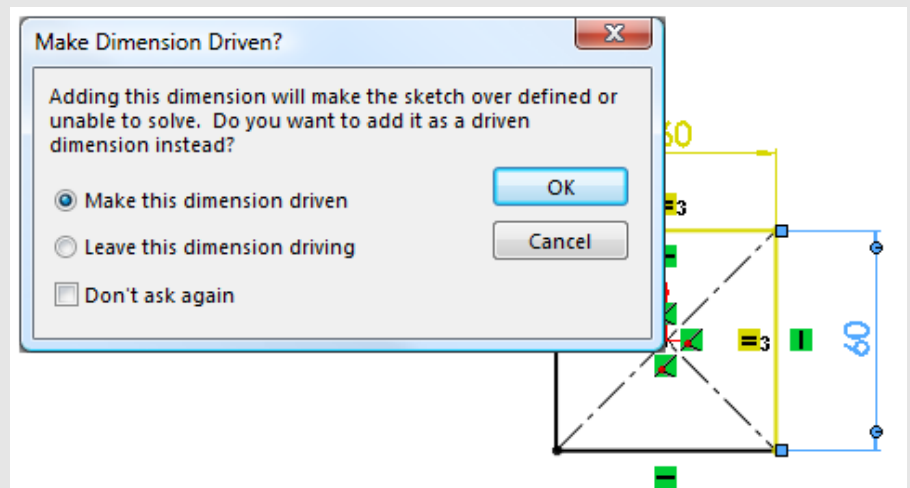 Make Dimension Driven?
Adding this dimension will make the sketch over defined or
unable to solve.  Do you want to add it as a driven
dimension instead?
Make this dimension driven
OK
Leave this dimension driving
Cancel
Don't ask again
60
=3
=3
60